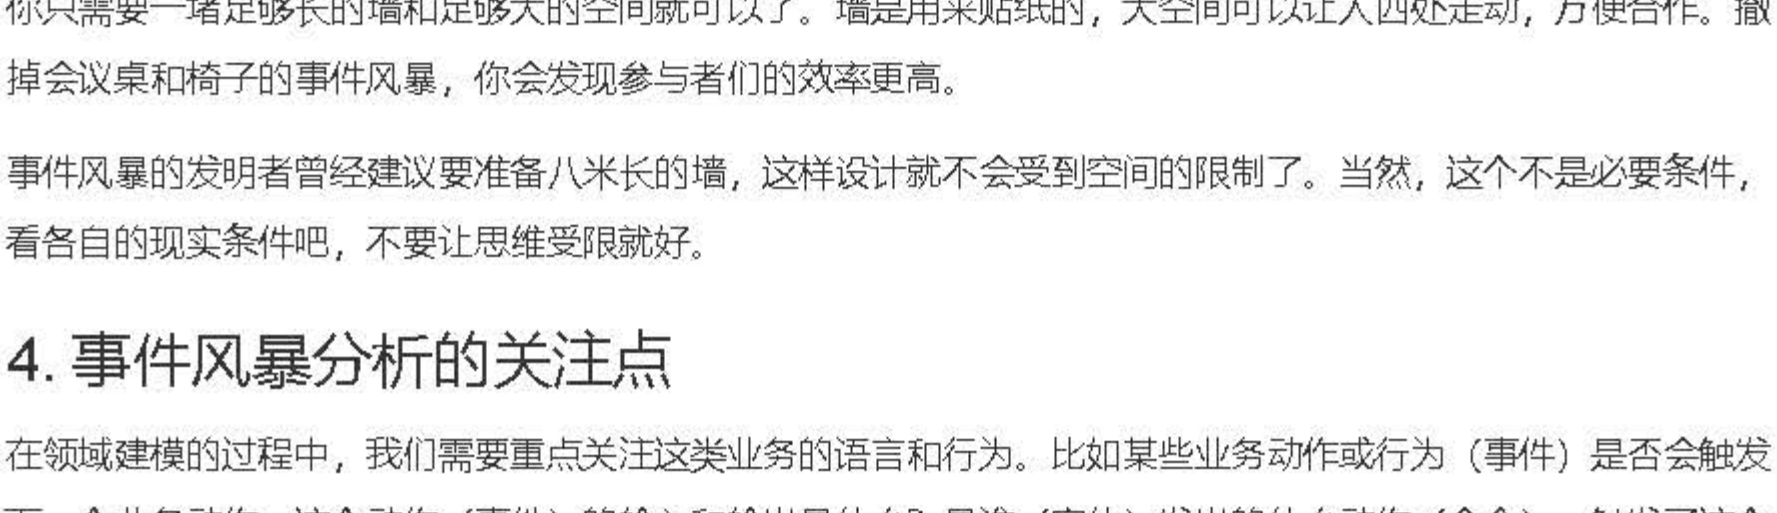 你只需要一堵足够长的墙和足够大的空间就可以了。墙是用来贴纸的，大空间可以让人四处走动，方便合作。撤
掉会议桌和椅子的事件风暴，你会发现参与者们的效率更高。
事件风暴的发明者曾经建议要准备八米长的墙，这样设计就不会受到空间的限制了。当然，这个不是必要条件，
看各自的现实条件吧，不要让思维受限就好。
4. 事件风暴分析的关注点
在领域建模的过程中，我们需要重点关注这类业务的语言和行为。比如某些业务动作或行为（事件）是否会触发